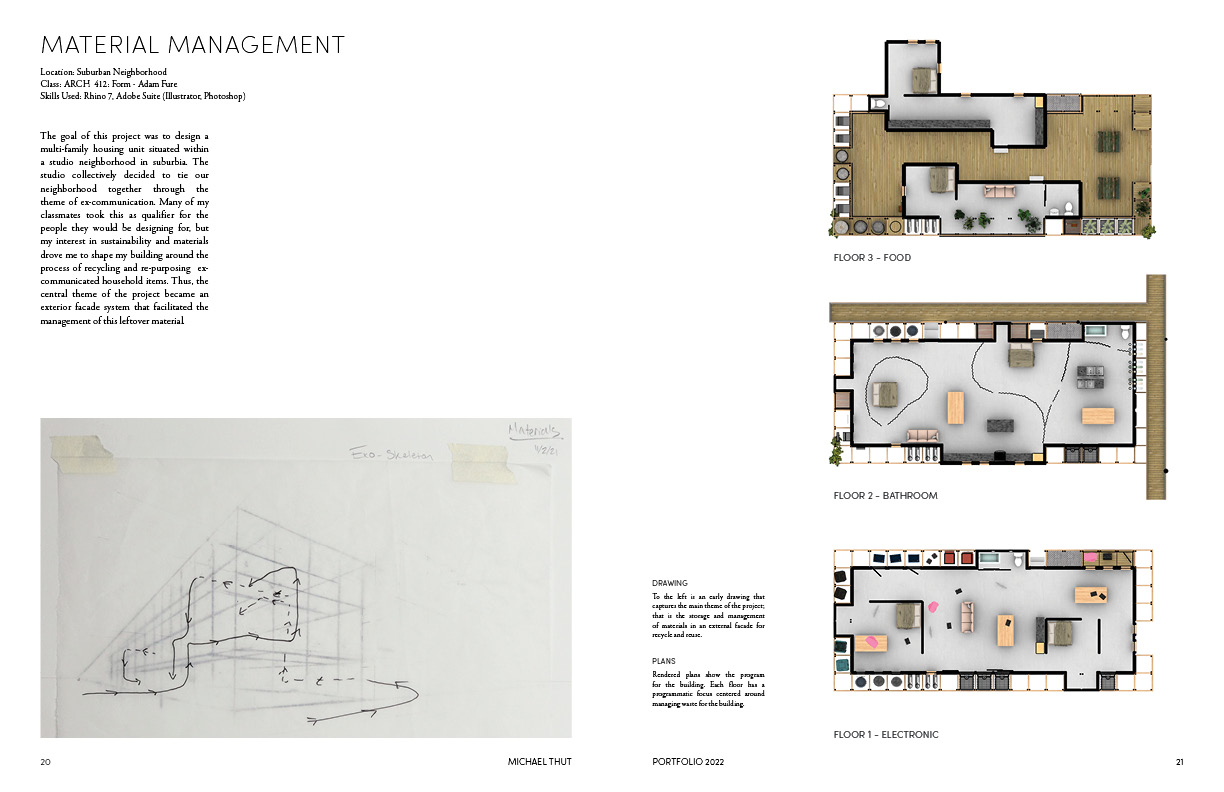 MATERIAL MANAGEMENT
Location: Suburban Neighborhood
Class: ARCH 412: Form - Adam Fure
Skills Used: Rhino 7, Adobe Suite (Illustrator, Photoshop)
The goal of this project was to design a
multi-family housing unit situated within
a studio neighborhood in suburbia. The
studio collectively decided to tie our
neighborhood together through the
theme of ex-communication. Many of my
classmates took this as qualifier for the
people they would be designing for, but
my interest in sustainability and materials
drove me to shape my building around the
process of recycling and re-purposing ex-
communicated household items. Thus, the
central theme of the project became an
exterior facade system that facilitated the
management of this leftover material.
Materials
11/2/21
Exo-Skeleton
20
MICHAEL THUT
DRAWING
To the left is an early drawing that
captures the main theme of the project;
that is the storage and management
of materials in an external facade for
recycle and reuse.
PLANS
Rendered plans show the program
for the building. Each floor has a
programmatic focus centered around
managing waste for the building.
FLOOR 3 - FOOD
FLOOR 2 - BATHROOM
FLOOR 1 - ELECTRONIC
PORTFOLIO 2022
21